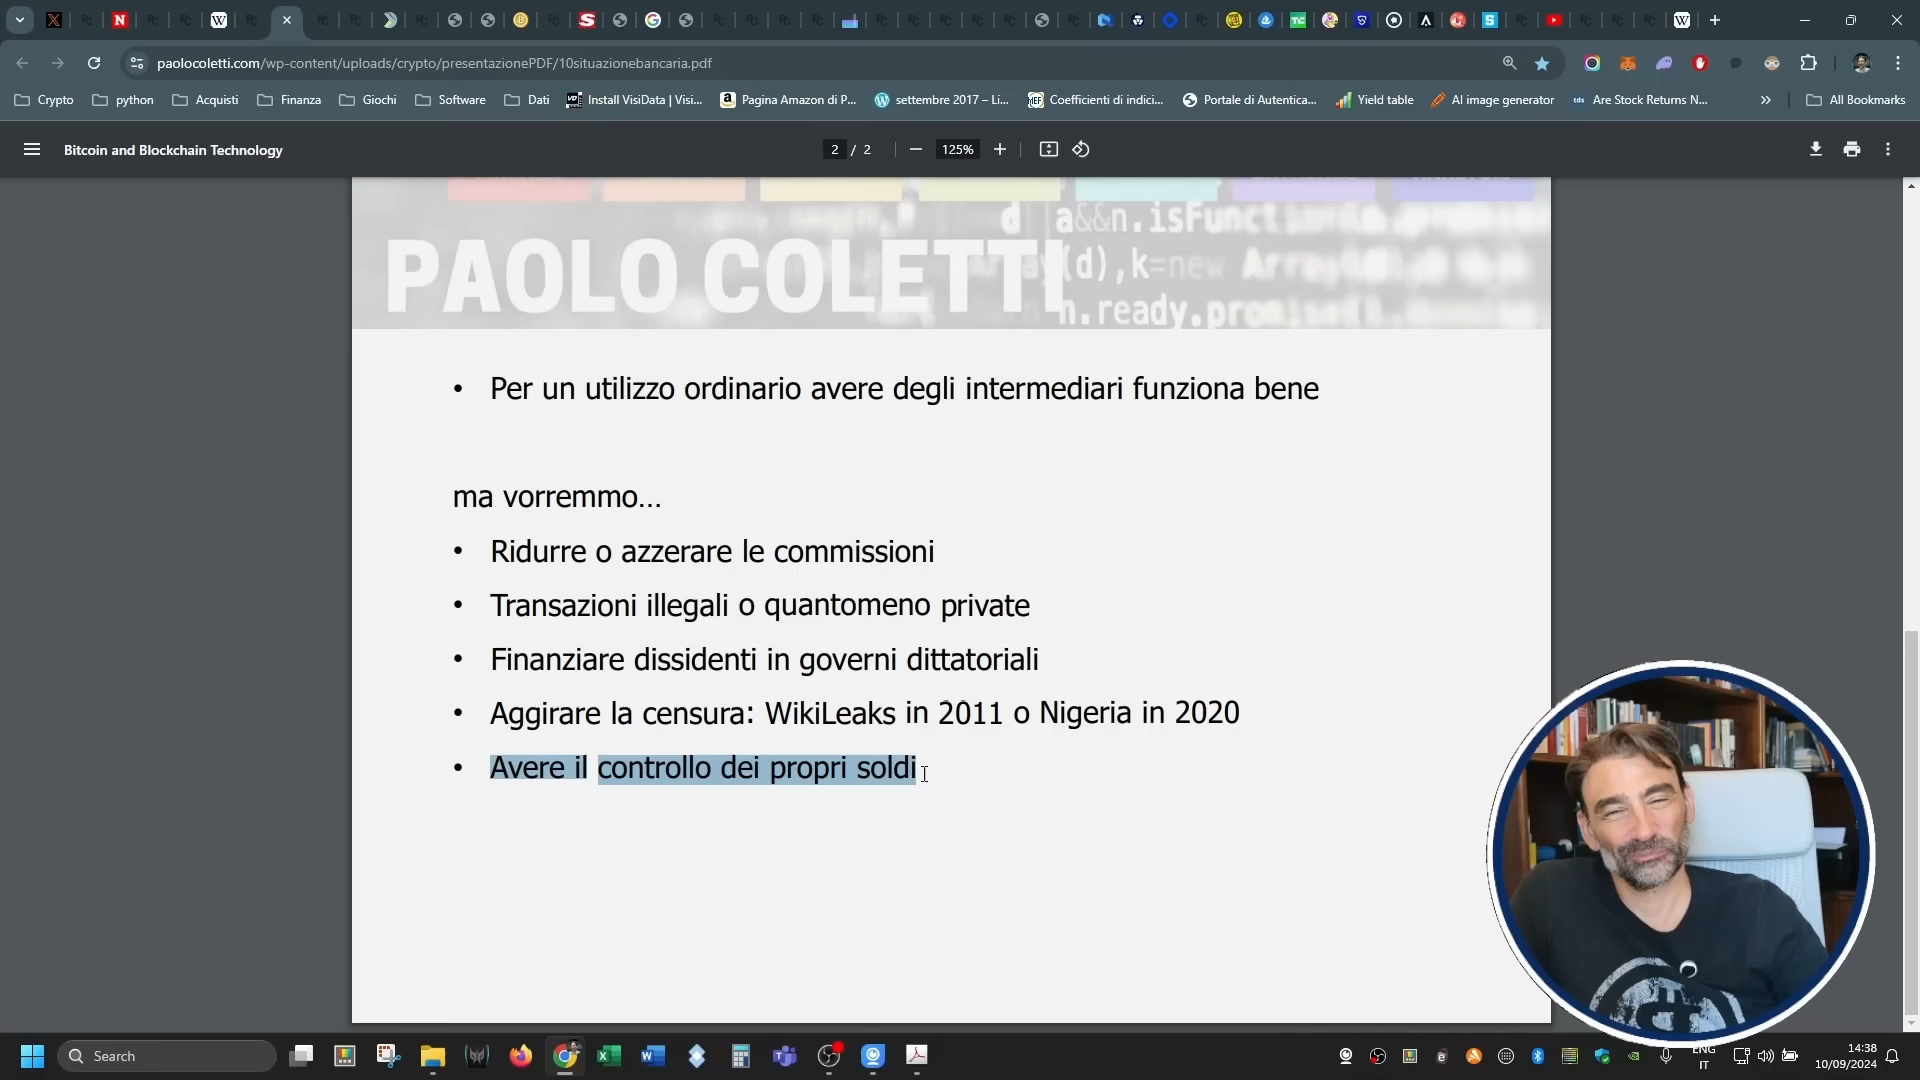 paolocoletti.com/wp-content/uploads/crypto/presentazionePDF/10situazionebancaria.pdf
Crypto python Acquisti Finanza Giochi Software Dati Install VisiData | Visi... Pagina Amazon di P... settembre 2017 – Li... Coefficienti di indici... Portale di Autentica... Yield table AI image generator Are Stock Returns N... » All Bookmarks
Bitcoin and Blockchain Technology 2 / 2 125%
d a&&n.isFunct
PAOLO COLETTI (d),k=new Array(d)
n.ready.promise
• Per un utilizzo ordinario avere degli intermediari funziona bene
ma vorremmo...
• Ridurre o azzerare le commissioni
• Transazioni illegali o quantomeno private
• Finanziare dissidenti in governi dittatoriali
• Aggirare la censura: WikiLeaks in 2011 o Nigeria in 2020
• Avere il controllo dei propri soldi
Search
ENG
IT
14:38
10/09/2024